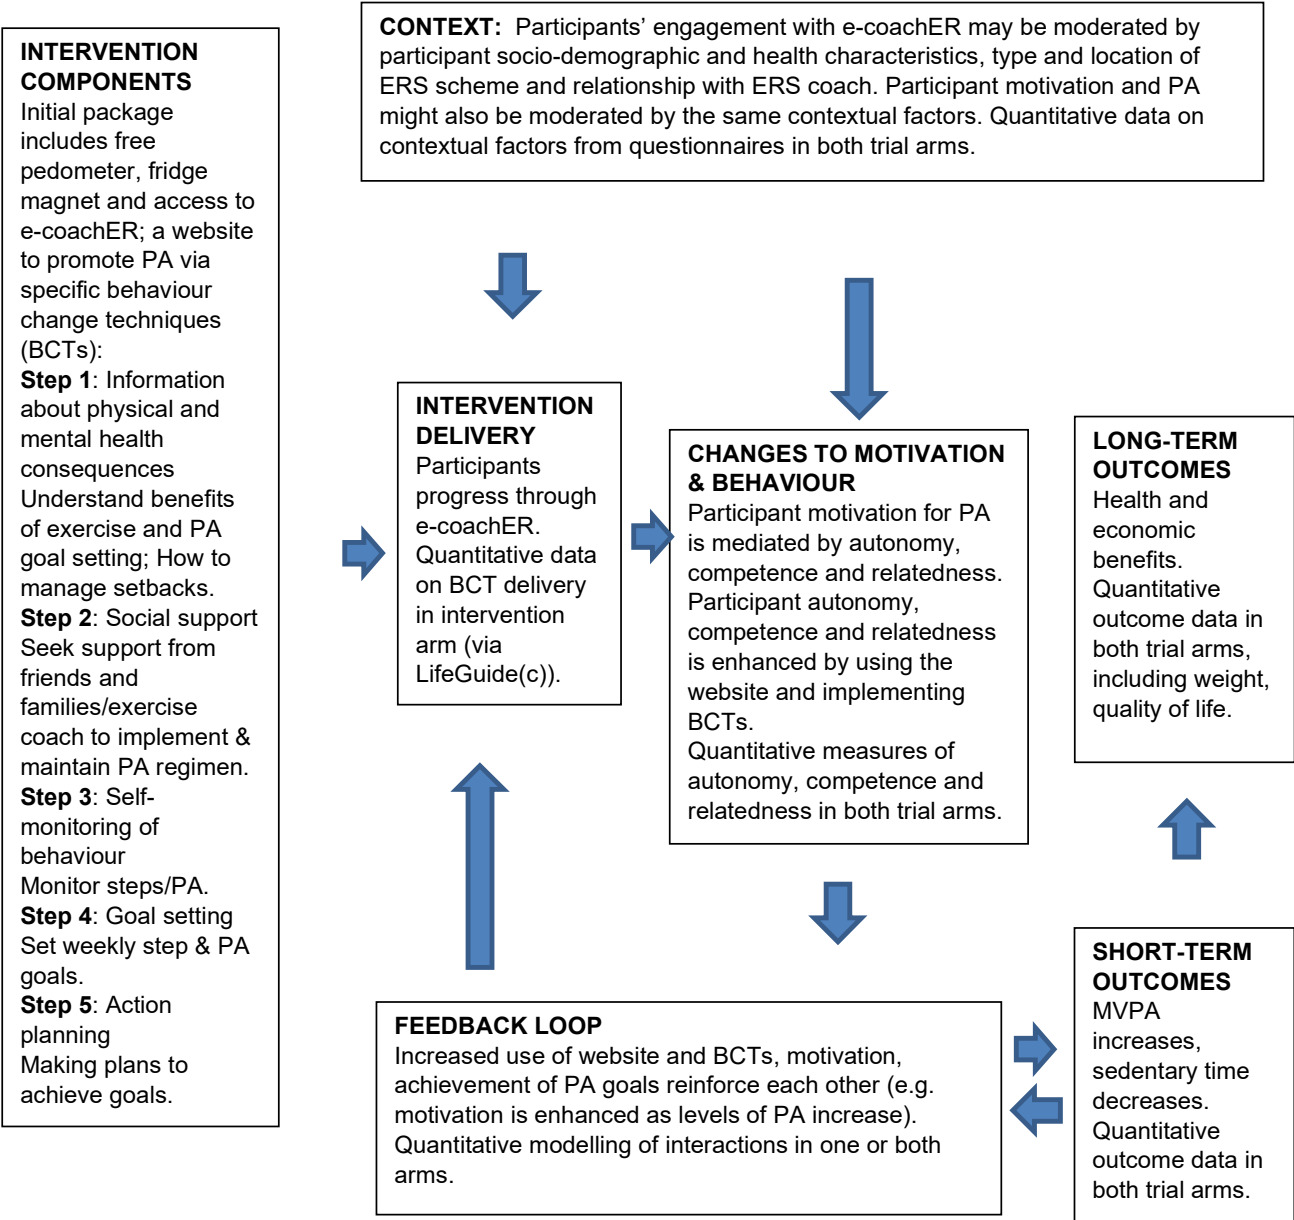 INTERVENTION
COMPONENTS
Initial package
includes free
pedometer, fridge
magnet and access to
e-coachER; a website
to promote PA via
specific behaviour
change techniques
(BCTs):
Step 1: Information
about physical and
mental health
consequences
Understand benefits
of exercise and PA
goal setting; How to
manage setbacks.
Step 2: Social support
Seek support from
friends and
families/exercise
coach to implement &
maintain PA regimen.
Step 3: Self-
monitoring of
behaviour
Monitor steps/PA.
Step 4: Goal setting
Set weekly step & PA
goals.
Step 5: Action
planning
Making plans to
achieve goals.
CONTEXT: Participants’ engagement with e-coachER may be moderated by
participant socio-demographic and health characteristics, type and location of
ERS scheme and relationship with ERS coach. Participant motivation and PA
might also be moderated by the same contextual factors. Quantitative data on
contextual factors from questionnaires in both trial arms.
INTERVENTION
DELIVERY
Participants
progress through
e-coachER.
Quantitative data
on BCT delivery
in intervention
arm (via
LifeGuide(c)).
CHANGES TO MOTIVATION
& BEHAVIOUR
Participant motivation for PA
is mediated by autonomy,
competence and relatedness.
Participant autonomy,
competence and relatedness
is enhanced by using the
website and implementing
BCTs.
Quantitative measures of
autonomy, competence and
relatedness in both trial arms.
LONG-TERM
OUTCOMES
Health and
economic
benefits.
Quantitative
outcome data in
both trial arms,
including weight,
quality of life.
FEEDBACK LOOP
Increased use of website and BCTs, motivation,
achievement of PA goals reinforce each other (e.g.
motivation is enhanced as levels of PA increase).
Quantitative modelling of interactions in one or both
arms.
SHORT-TERM
OUTCOMES
MVPA
increases,
sedentary time
decreases.
Quantitative
outcome data in
both trial arms.